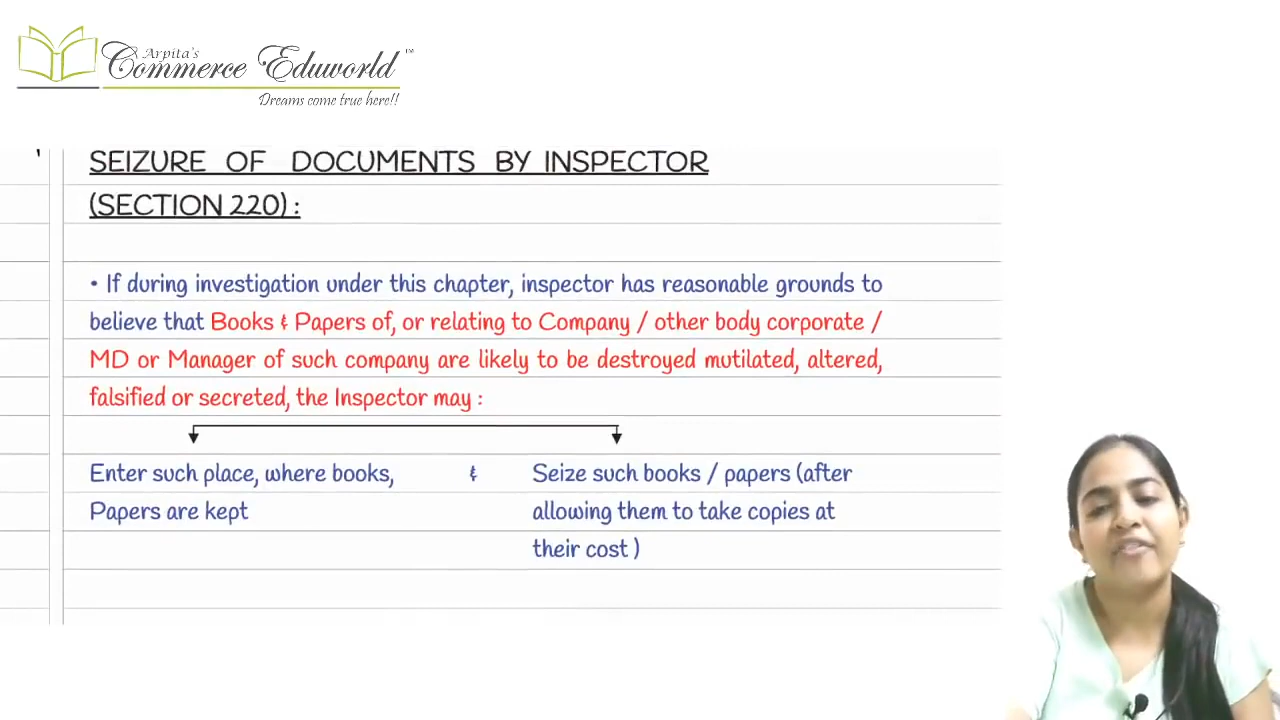 Arpita's
Commerce Eduworld™
Dreams come true here!!
SEIZURE OF DOCUMENTS BY INSPECTOR
(SECTION 220) :
• If during investigation under this chapter, inspector has reasonable grounds to
believe that Books & Papers of, or relating to Company / other body corporate /
MD or Manager of such company are likely to be destroyed mutilated, altered,
falsified or secreted, the Inspector may :
Enter such place, where books, & Seize such books / papers (after
Papers are kept allowing them to take copies at
their cost )